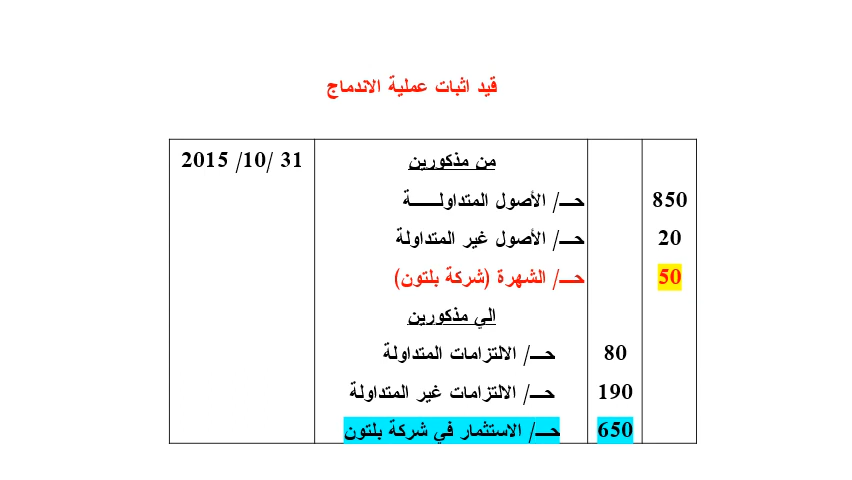 قيد اثبات عملية الاندماج
من مذكورين 31 /10/ 2015
850 حـــ/ الأصول المتداولــــــة
20 حـــ/ الأصول غير المتداولة
50 حـــ/ الشهرة (شركة بلتون)
الي مذكورين
80 حـــ/ الالتزامات المتداولة
190 حـــ/ الالتزامات غير المتداولة
650 حـــ/ الاستثمار في شركة بلتون